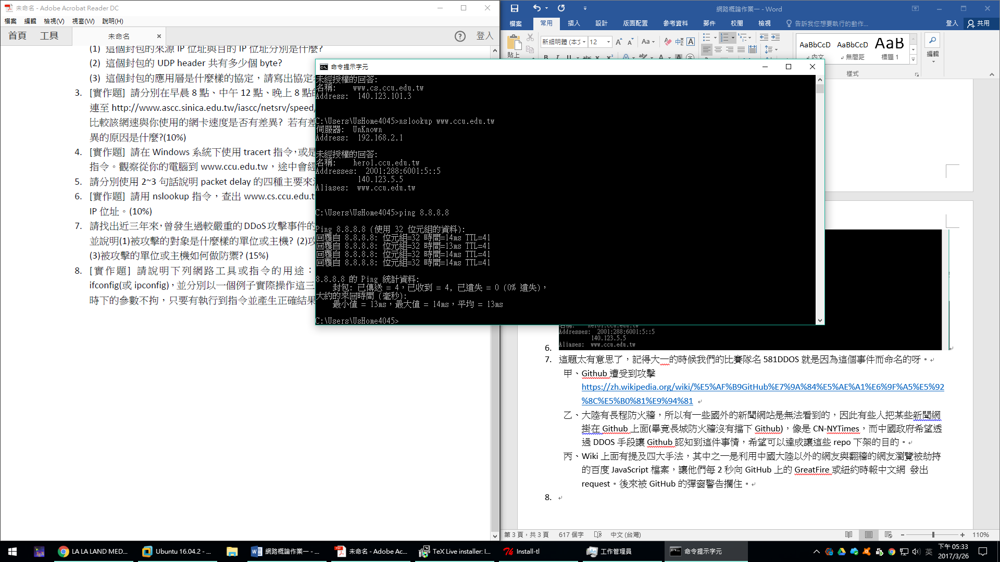 未命名 - Adobe Acrobat Reader DC
檔案 編輯 檢視(V) 視窗(W) 說明(H)
首頁 工具 未命名 × ? 登入
(1) 這個封包的來源 IP 位址與目的 IP 位址分別是什麼?
(2) 這個封包的 UDP header 共有多少個 byte?
(3) 這個封包的應用層是什麼樣的協定，請寫出協定
3. [實作題] 請分別在早晨 8 點、中午 12 點、晚上 8 點
連至 http://www.ascc.sinica.edu.tw/iascc/netsrv/speed/
比較該網速與你使用的網卡速度是否有差異? 若有差
異的原因是什麼?(10%)
4. [實作題] 請在 Windows 系統下使用 tracert 指令，或是
指令。觀察從你的電腦到 www.ccu.edu.tw，途中會經
5. 請分別使用 2~3 句話說明 packet delay 的四種主要來
6. [實作題] 請用 nslookup 指令，查出 www.cs.ccu.edu.t
IP 位址。(10%)
7. 請找出近三年來，曾發生過較嚴重的 DDoS 攻擊事件的
並說明(1)被攻擊的對象是什麼樣的單位或主機? (2)攻
(3)被攻擊的單位或主機如何做防禦? (15%)
8. [實作題] 請說明下列網路工具或指令的用途：
ifconfig(或 ipconfig)，並分別以一個例子實際操作這三
時下的參數不拘，只要有執行到指令並產生正確結果
網路概論作業一 - Word
檔案 常用 插入 設計 版面配置 參考資料 郵件 校閱 檢視 告訴我您想要執行的動作... 登入 共用
貼上 新細明體 (本文 12 Aa
AaBbCcD AaBbCcD AaB
內文 無間距 標題 1
樣式 編輯
命令提示字元
未經授權的回答:
名稱: www.cs.ccu.edu.tw
Address: 140.123.101.3
C:\Users\UsHome4045>nslookup www.ccu.edu.tw
伺服器: UnKnown
Address: 192.168.2.1
未經授權的回答:
名稱: hero1.ccu.edu.tw
Addresses: 2001:288:6001:5::5
140.123.5.5
Aliases: www.ccu.edu.tw
C:\Users\UsHome4045>ping 8.8.8.8
Ping 8.8.8.8 (使用 32 位元組的資料):
回覆自 8.8.8.8: 位元組=32 時間=14ms TTL=41
回覆自 8.8.8.8: 位元組=32 時間=13ms TTL=41
回覆自 8.8.8.8: 位元組=32 時間=14ms TTL=41
回覆自 8.8.8.8: 位元組=32 時間=14ms TTL=41
8.8.8.8 的 Ping 統計資料:
封包: 已傳送 = 4，已收到 = 4, 已遺失 = 0 (0% 遺失)，
大約的來回時間 (毫秒):
最小值 = 13ms，最大值 = 14ms，平均 = 13ms
C:\Users\UsHome4045>
名稱: hero1.ccu.edu.tw
Addresses: 2001:288:6001:5::5
140.123.5.5
Aliases: www.ccu.edu.tw
6.
7. 這題太有意思了，記得大一的時候我們的比賽隊名 581DDOS 就是因為這個事件而命名的呀。
甲、Github 遭受到攻擊
https://zh.wikipedia.org/wiki/%E5%AF%B9GitHub%E7%9A%84%E5%AE%A1%E6%9F%A5%E5%92
%8C%E5%B0%81%E9%94%81
乙、大陸有長程防火牆，所以有一些國外的新聞網站是無法看到的，因此有些人把某些新聞網
掛在 Github 上面(畢竟長城防火牆沒有擋下 Github)，像是 CN-NYTimes，而中國政府希望透
過 DDOS 手段讓 Github 認知到這件事情，希望可以達成讓這些 repo 下架的目的。
丙、Wiki 上面有提及四大手法，其中之一是利用中國大陸以外的網友與翻牆的網友瀏覽被劫持
的百度 JavaScript 檔案，讓他們每 2 秒向 GitHub 上的 GreatFire 或紐約時報中文網 發出
request。後來被 GitHub 的彈窗警告攔住。
8.
第 3 頁，共 3 頁 617 個字 中文 (台灣) 110%
LA LA LAND MED... Ubuntu 16.04.2 - ... 網路概論作業一 - ... 未命名 - Adobe Ac... TeX Live installer: I... Install-tl 工作管理員 命令提示字元 英 下午 05:33
2017/3/26